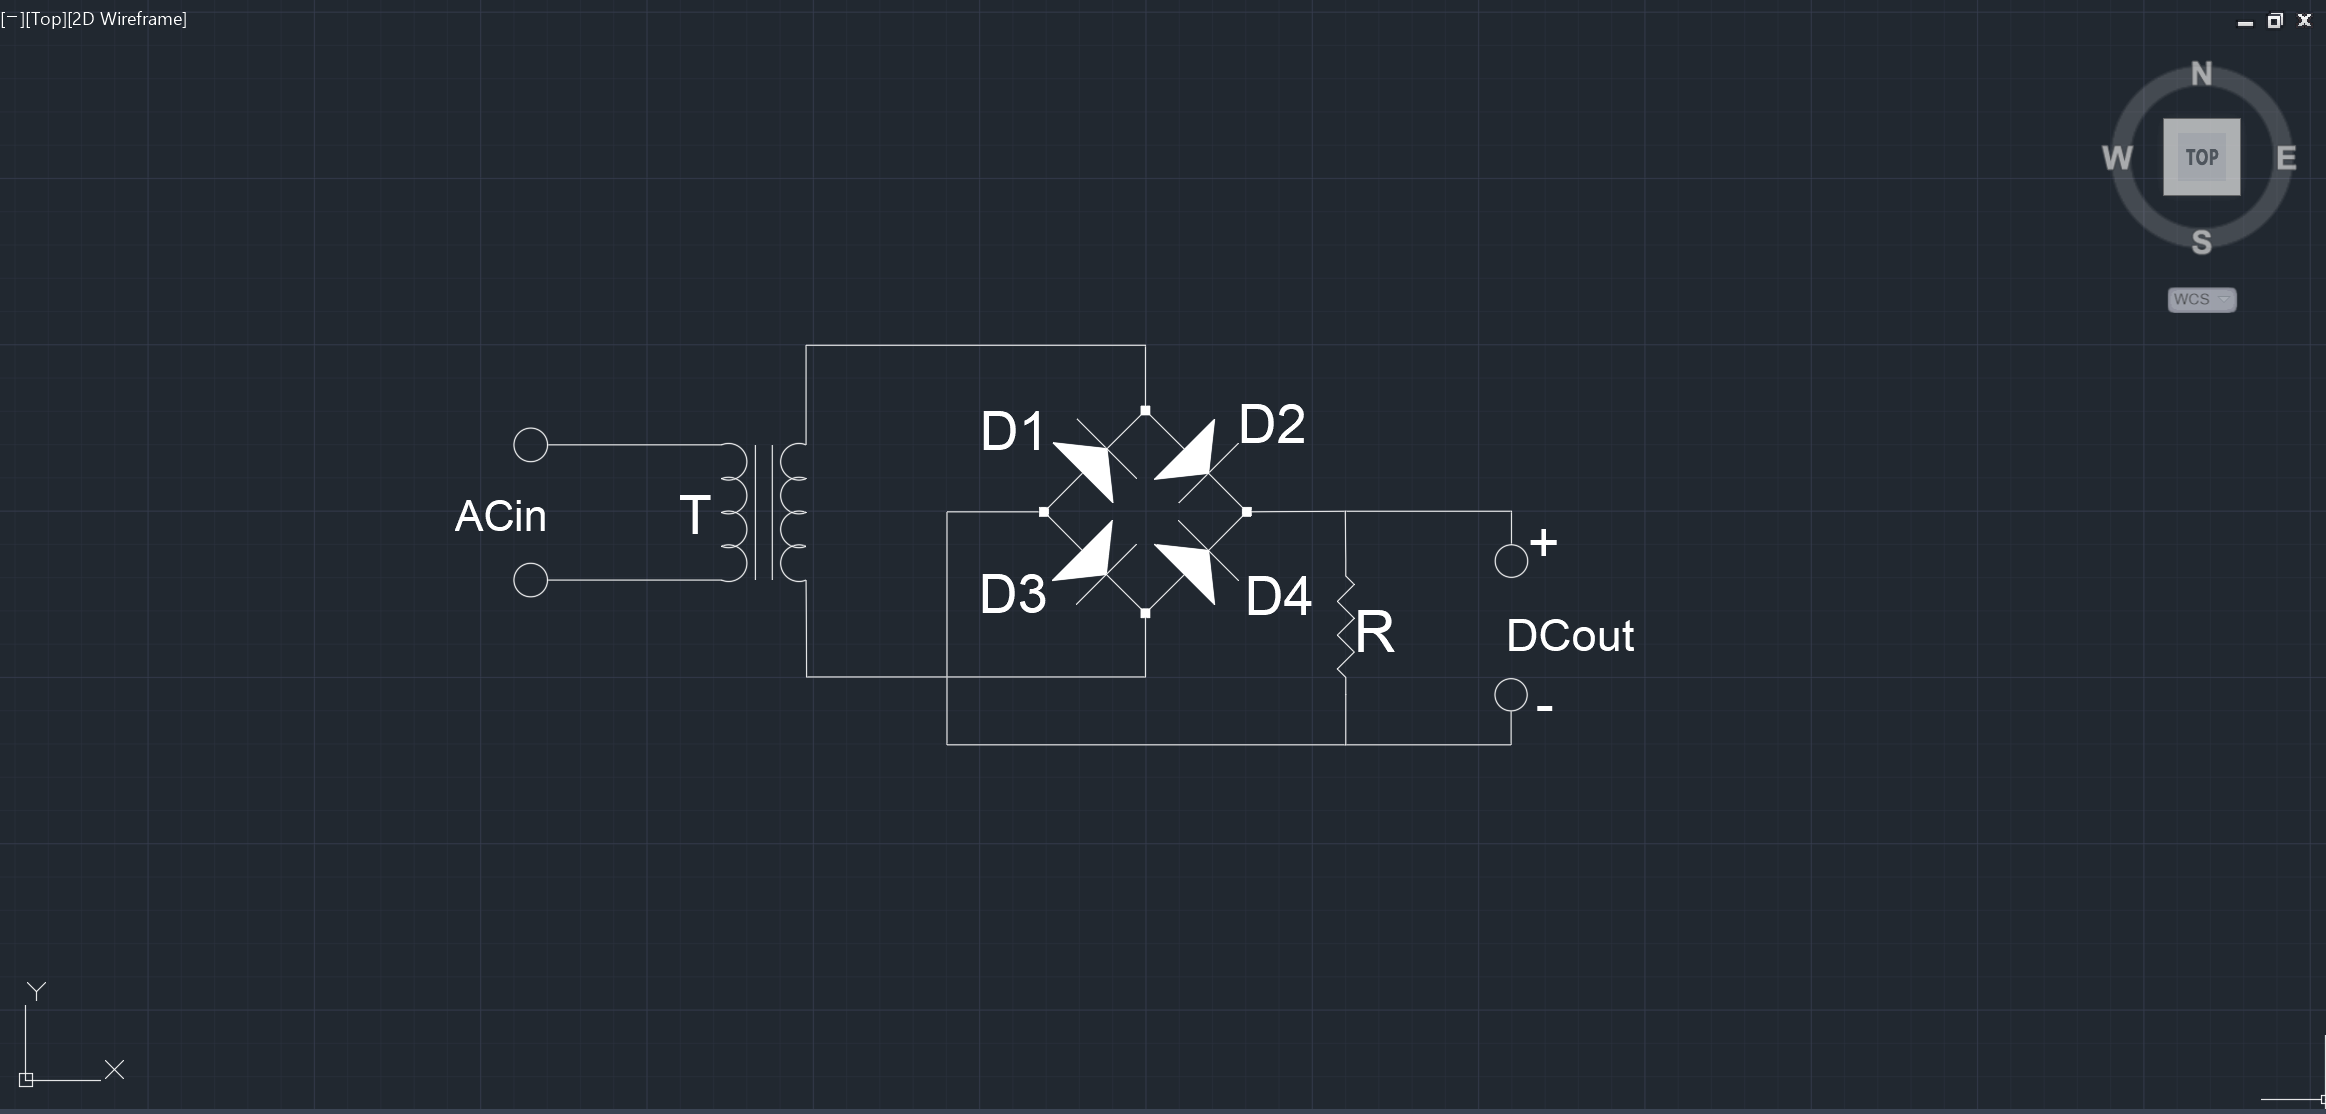 [−][Top][2D Wireframe]
N
W
TOP
E
S
WCS
D1
D2
ACin
T
+
D3
D4
R
DCout
-
Y
X